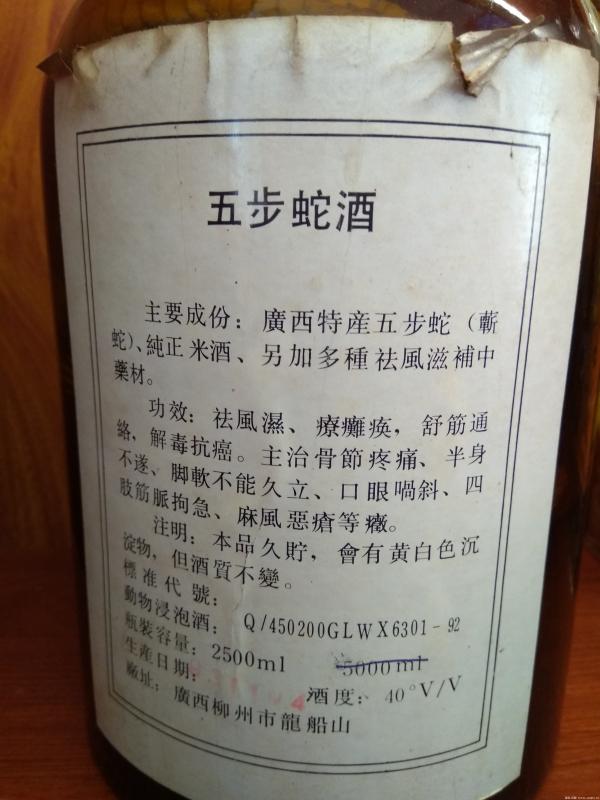 五步蛇酒
主要成份：廣西特産五步蛇（蘄
蛇）、純正米酒、另加多種祛風滋補中
藥材。
功效：祛風濕、療癱痪，舒筋通
絡，解毒抗癌。主治骨節疼痛、半身
不遂、脚軟不能久立、口眼喎斜、四
肢筋脈拘急、麻風惡瘡等癥。
注明：本品久貯，會有黃白色沉
淀物，但酒質不變。
標准代號：
動物浸泡酒：Q/450200GLWX6301-92
瓶裝容量：2500ml 5000ml
生産日期： 酒度：40°V/V
廠址：廣西柳州市龍船山